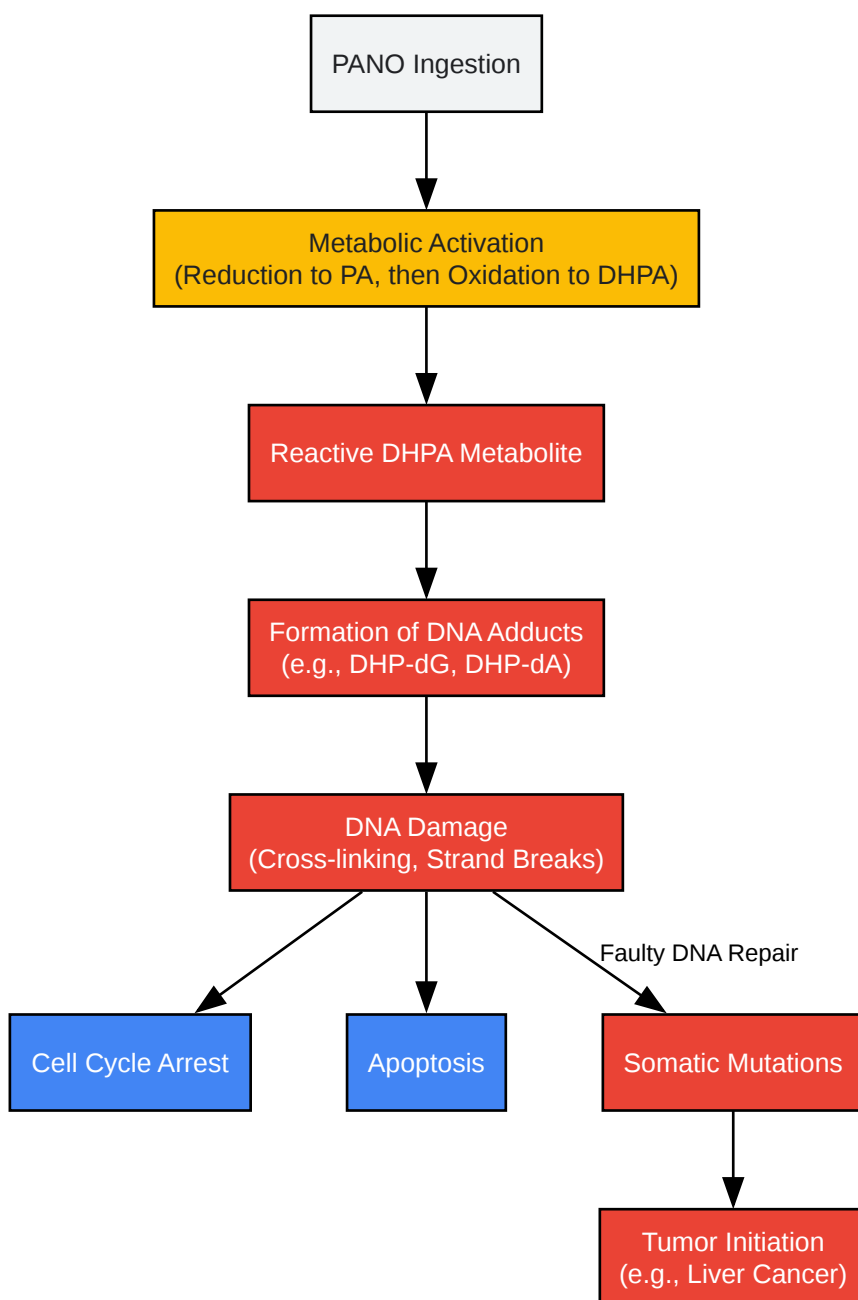 PANO Ingestion
Metabolic Activation
(Reduction to PA, then Oxidation to DHPA)
Reactive DHPA Metabolite
Formation of DNA Adducts
(e.g., DHP-dG, DHP-dA)
DNA Damage
(Cross-linking, Strand Breaks)
Faulty DNA Repair
Cell Cycle Arrest
Apoptosis
Somatic Mutations
Tumor Initiation
(e.g., Liver Cancer)